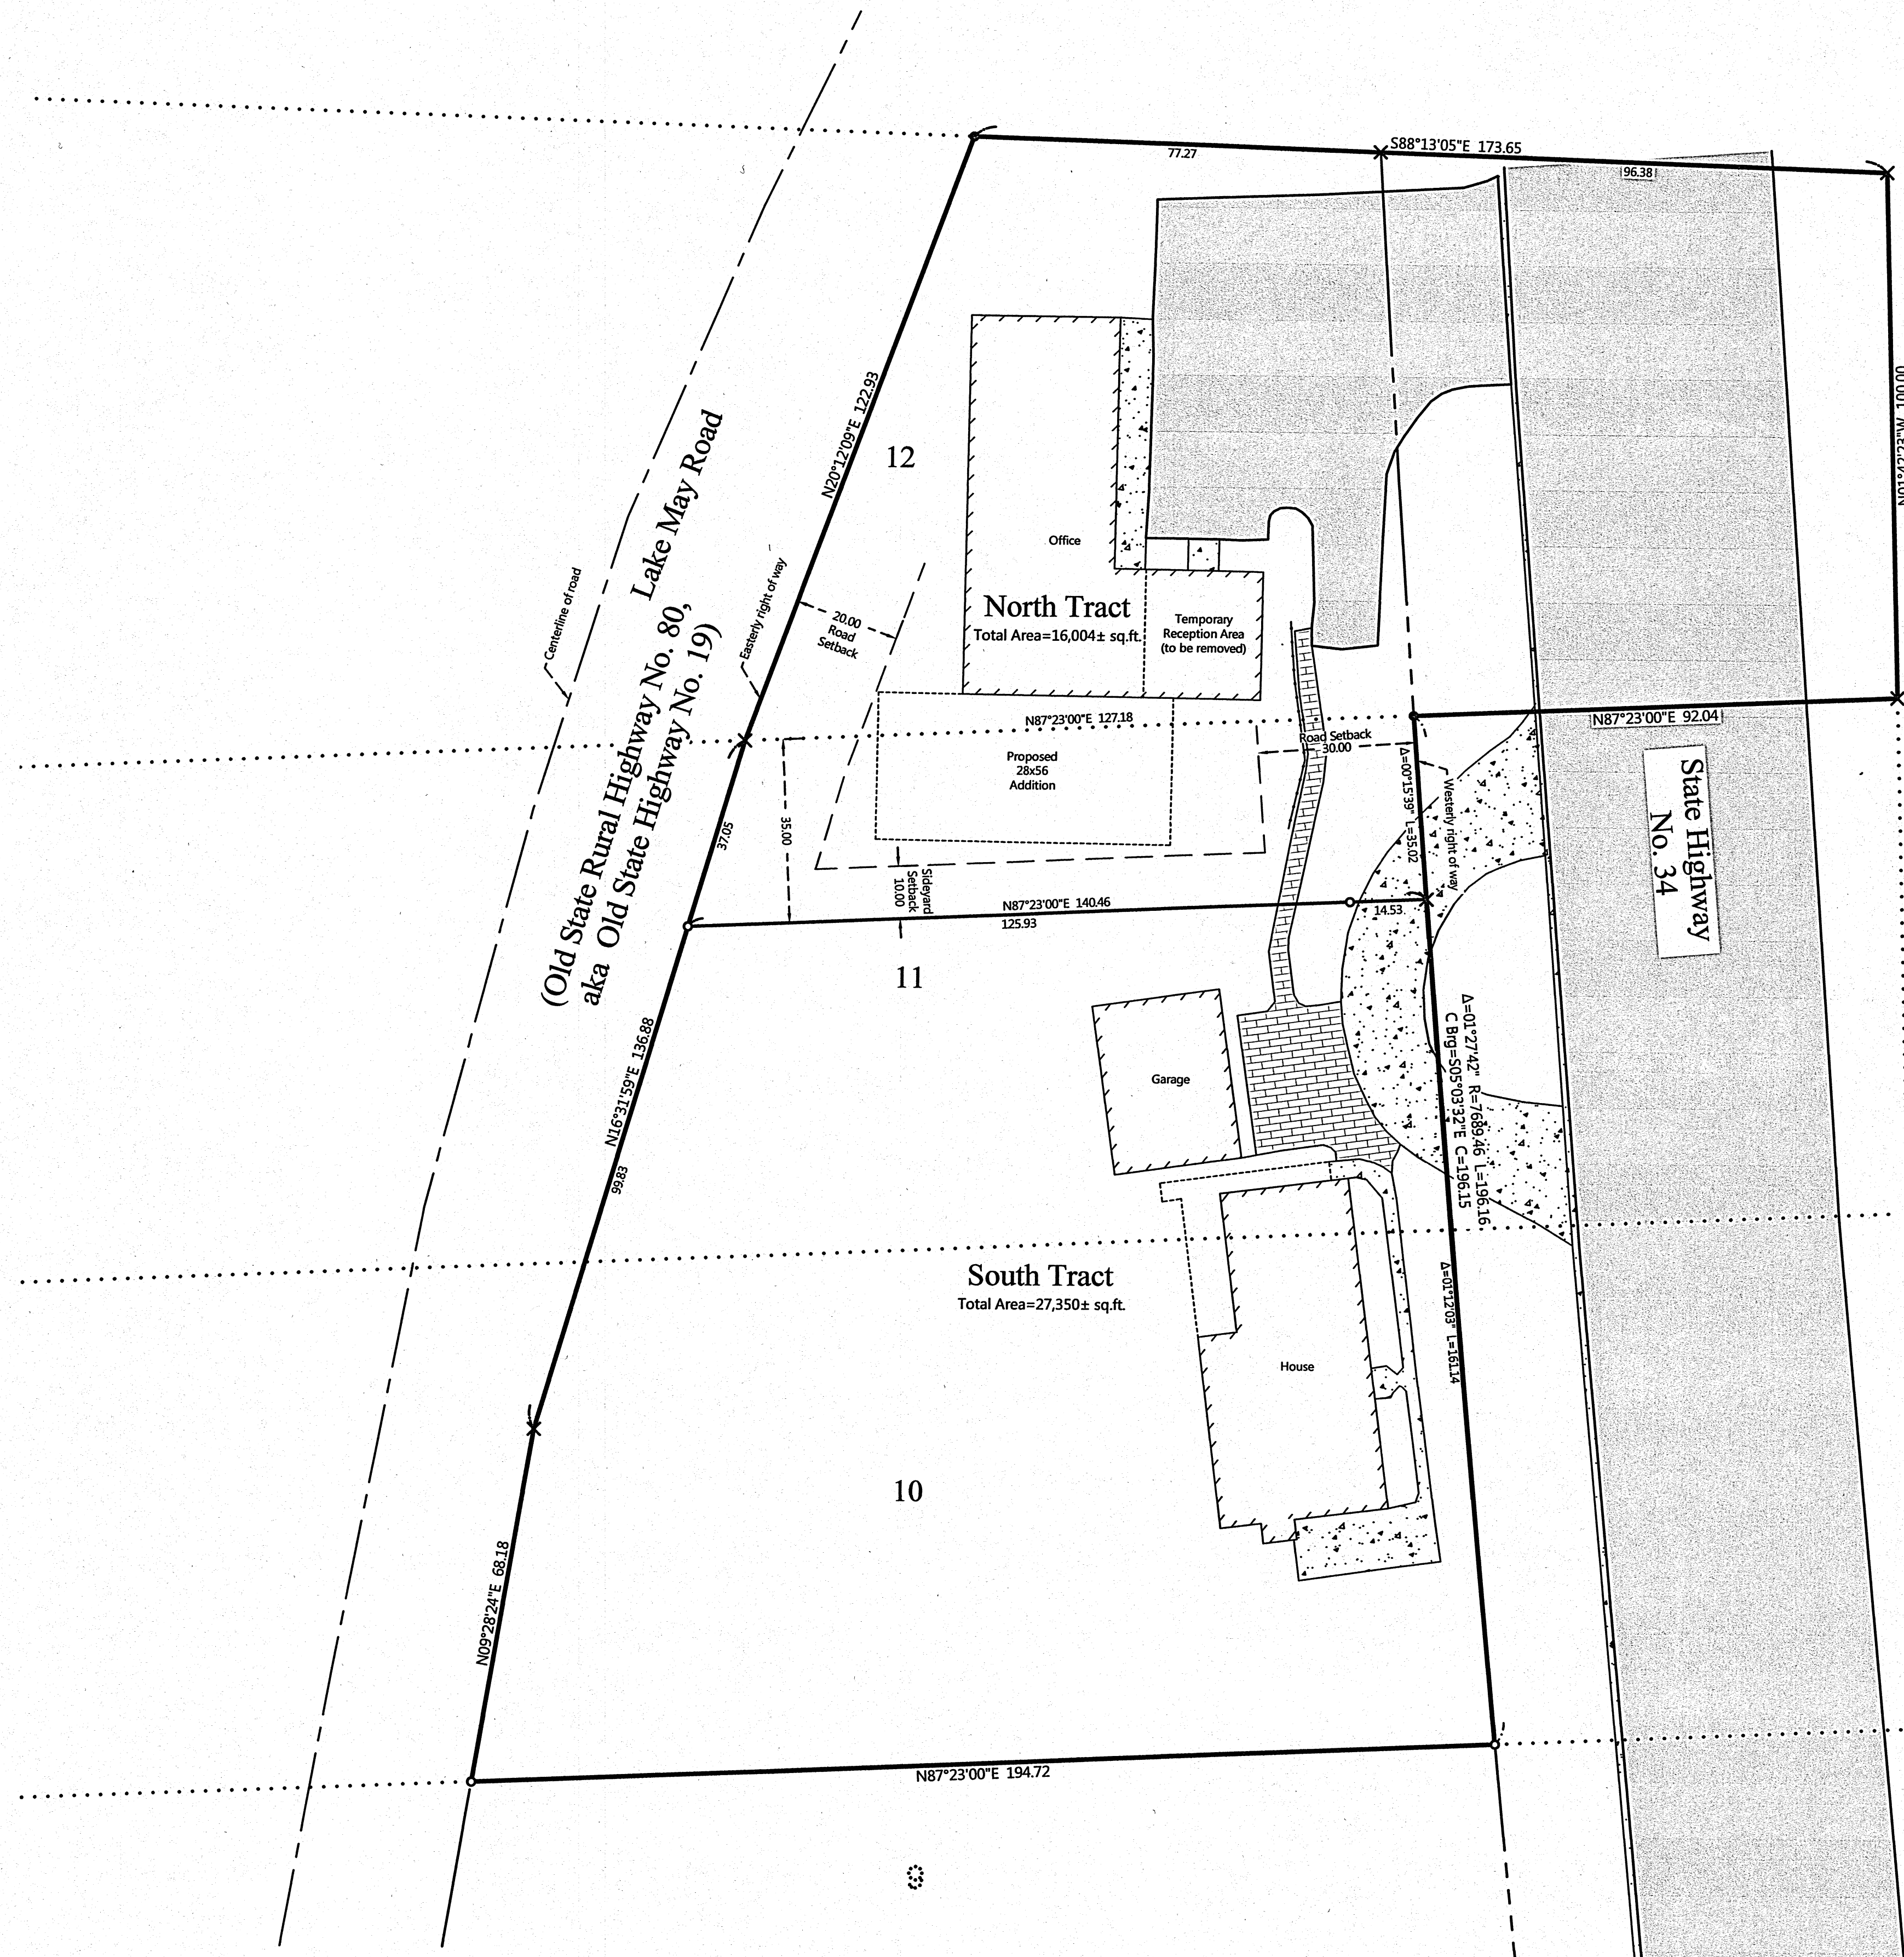 S88°13'05"E 173.65
77.27
96.38
N20°12'09"E 122.93
12
Lake May Road
(Old State Rural Highway No. 80,
aka Old State Highway No. 19)
Centerline of road
Easterly right of way
20.00
Road
Setback
Office
North Tract
Total Area=16,004± sq.ft.
Temporary
Reception Area
(to be removed)
N87°23'00"E 127.18
N87°23'00"E 92.04
Road Setback
30.00
Proposed
28x56
Addition
35.00
37.05
Δ=00°15'39" L=35.02
Westerly right of way
State Highway
No. 34
Sideyard
Setback
10.00
N87°23'00"E 140.46
125.93
14.53
11
N16°31'59"E 136.88
99.83
Garage
Δ=01°27'42" R=7689.46 L=196.16
C Brg=S05°03'32"E C=196.15
South Tract
Total Area=27,350± sq.ft.
Δ=01°12'03" L=161.14
House
10
N09°28'24"E 68.18
N87°23'00"E 194.72
9